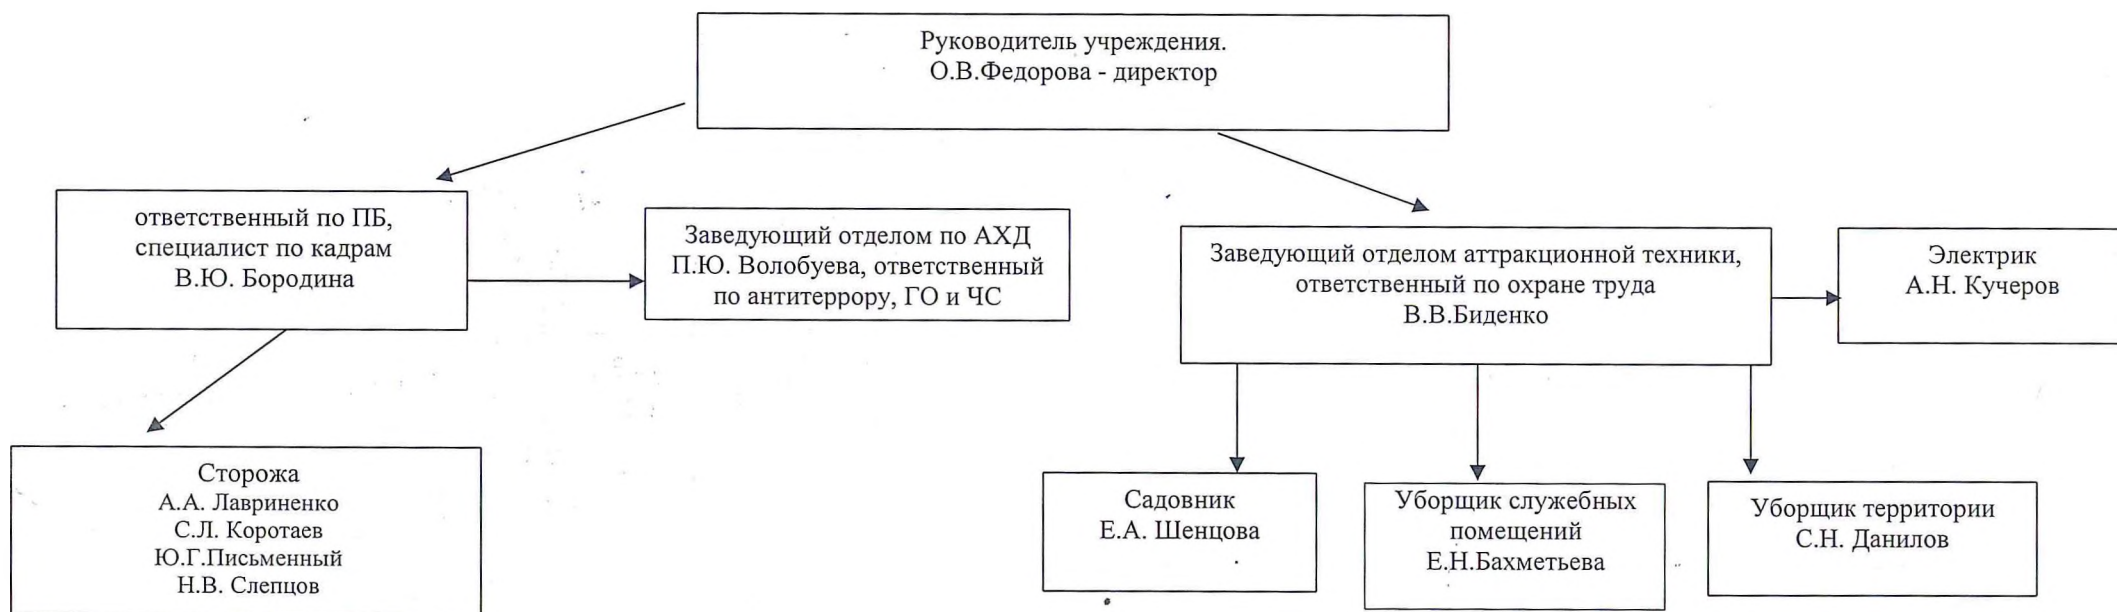 Руководитель учреждения.
О.В.Федорова - директор
ответственный по ПБ,
специалист по кадрам
В.Ю. Бородина
Заведующий отделом по АХД
П.Ю. Волобуева, ответственный
по антитеррору, ГО и ЧС
Заведующий отделом аттракционной техники,
ответственный по охране труда
В.В.Биденко
Электрик
А.Н. Кучеров
Сторожа
А.А. Лавриненко
С.Л. Коротаев
Ю.Г.Письменный
Н.В. Слепцов
Садовник
Е.А. Шенцова
Уборщик служебных
помещений
Е.Н.Бахметьева
Уборщик территории
С.Н. Данилов